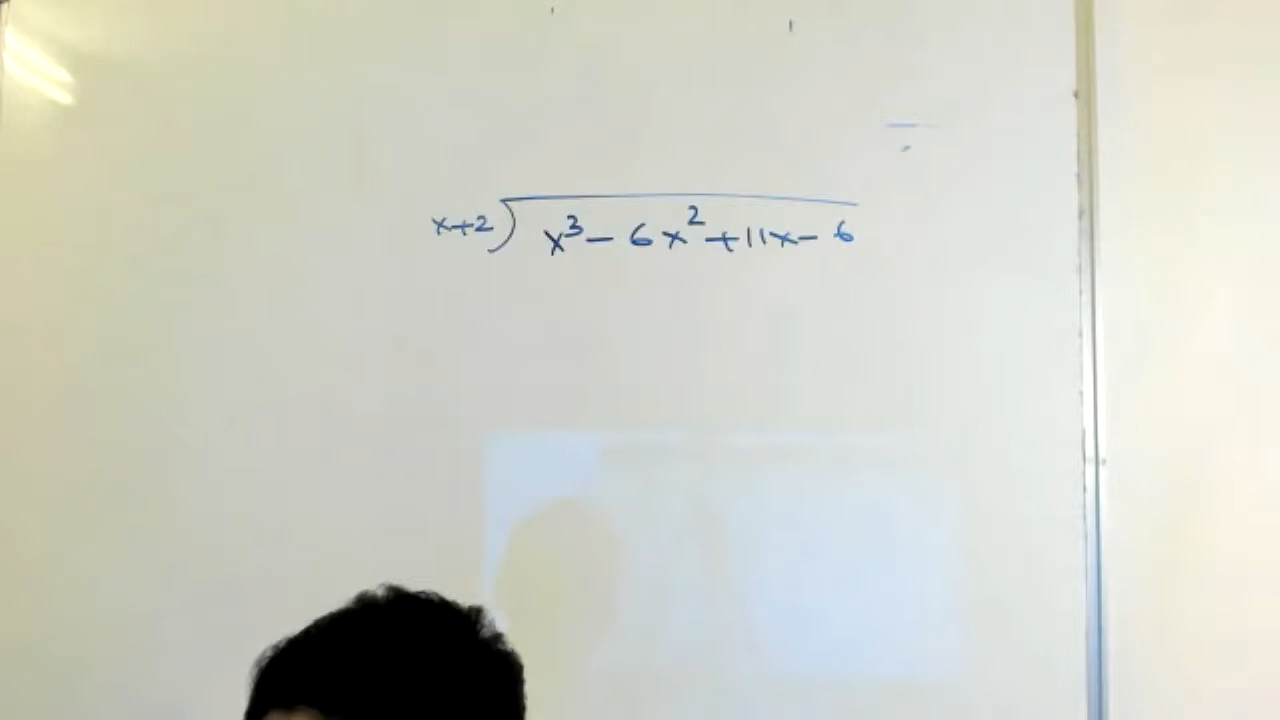 x+2) x³ - 6x² + 11x - 6